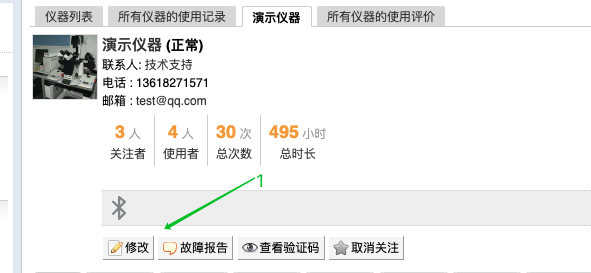 仪器列表 所有仪器的使用记录 演示仪器 所有仪器的使用评价
演示仪器 (正常)
联系人: 技术支持
电话 : 13618271571
邮箱 : test@qq.com
3 人 4 人 30 次 495 小时
关注者 使用者 总次数 总时长
1
修改 故障报告 查看验证码 取消关注